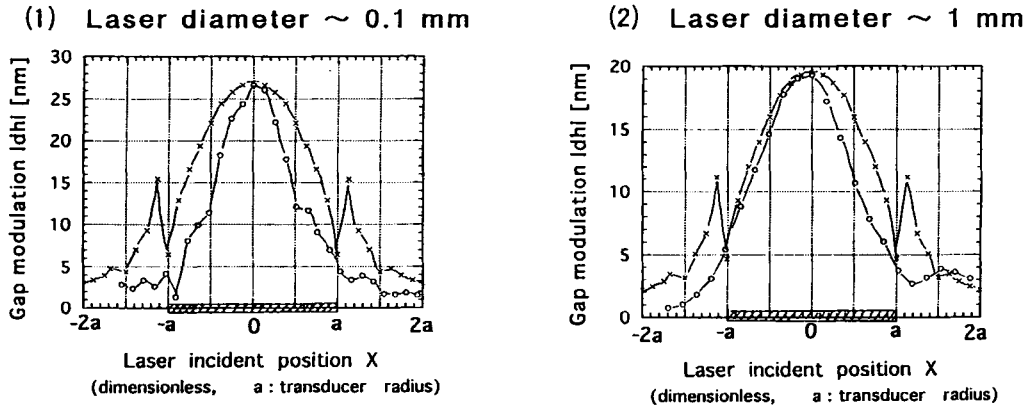 (1) Laser diameter ~ 0.1 mm
Gap modulation ldhl [nm]
30
25
20
15
10
5
0
-2a -a 0 a 2a
Laser incident position X
(dimensionless, a : transducer radius)
(2) Laser diameter ~ 1 mm
Gap modulation ldhl [nm]
20
15
10
5
0
-2a -a 0 a 2a
Laser incident position X
(dimensionless, a : transducer radius)